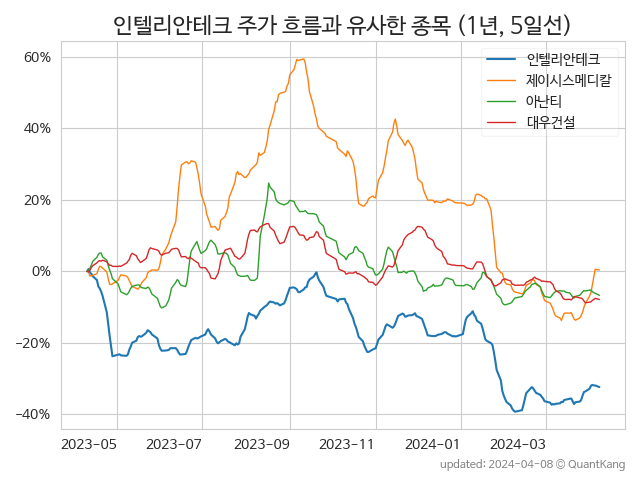 인텔리안테크 주가 흐름과 유사한 종목 (1년, 5일선)
인텔리안테크
제이시스메디칼
아난티
대우건설
60%
40%
20%
0%
−20%
−40%
2023-05 2023-07 2023-09 2023-11 2024-01 2024-03
updated: 2024-04-08 © QuantKang